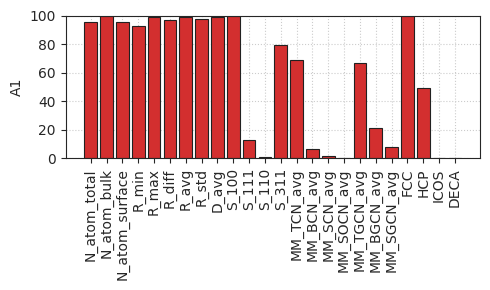 A1
100
80
60
40
20
0
N_atom_total
N_atom_bulk
N_atom_surface
R_min
R_max
R_diff
R_avg
R_std
D_avg
S_100
S_111
S_110
S_311
MM_TCN_avg
MM_BCN_avg
MM_SCN_avg
MM_SOCN_avg
MM_TGCN_avg
MM_BGCN_avg
MM_SGCN_avg
FCC
HCP
ICOS
DECA